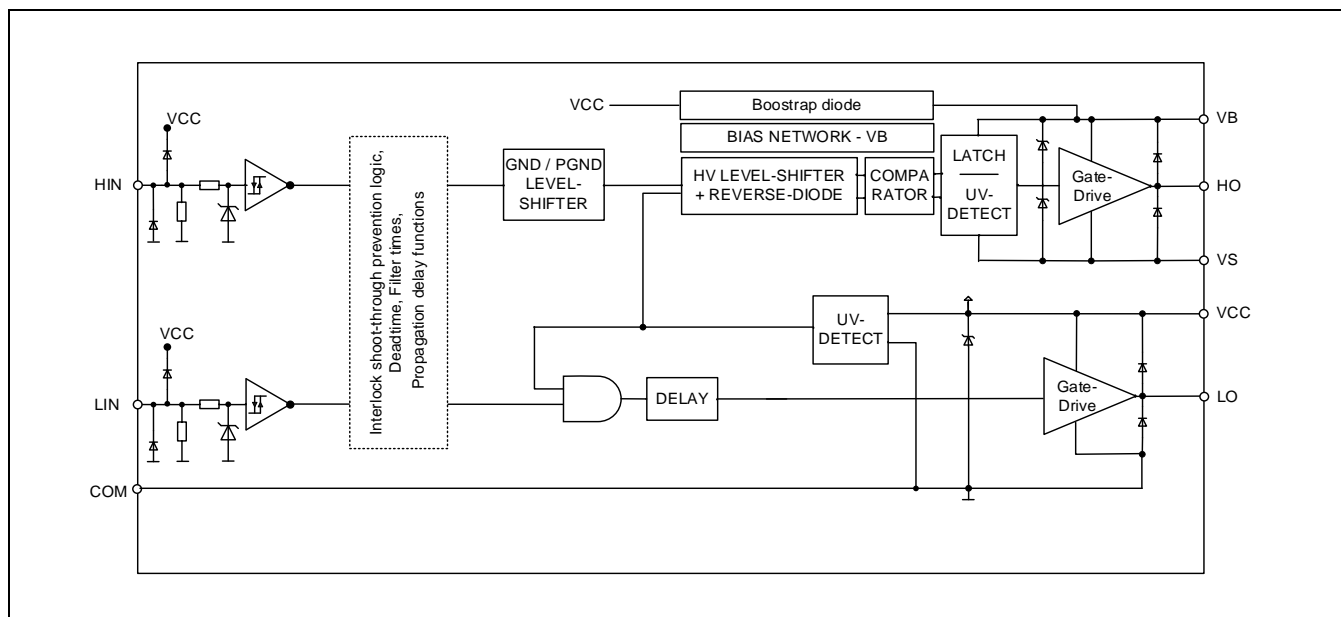 VCC
Boostrap diode
VB
BIAS NETWORK - VB
VCC
HIN
GND / PGND
LEVEL-
SHIFTER
HV LEVEL-SHIFTER
+ REVERSE-DIODE
COMPA
RATOR
LATCH
UV-
DETECT
Gate-
Drive
HO
VS
Interlock shoot-through prevention logic,
Deadtime, Filter times,
Propagation delay functions
VCC
UV-
DETECT
VCC
LIN
DELAY
Gate-
Drive
LO
COM